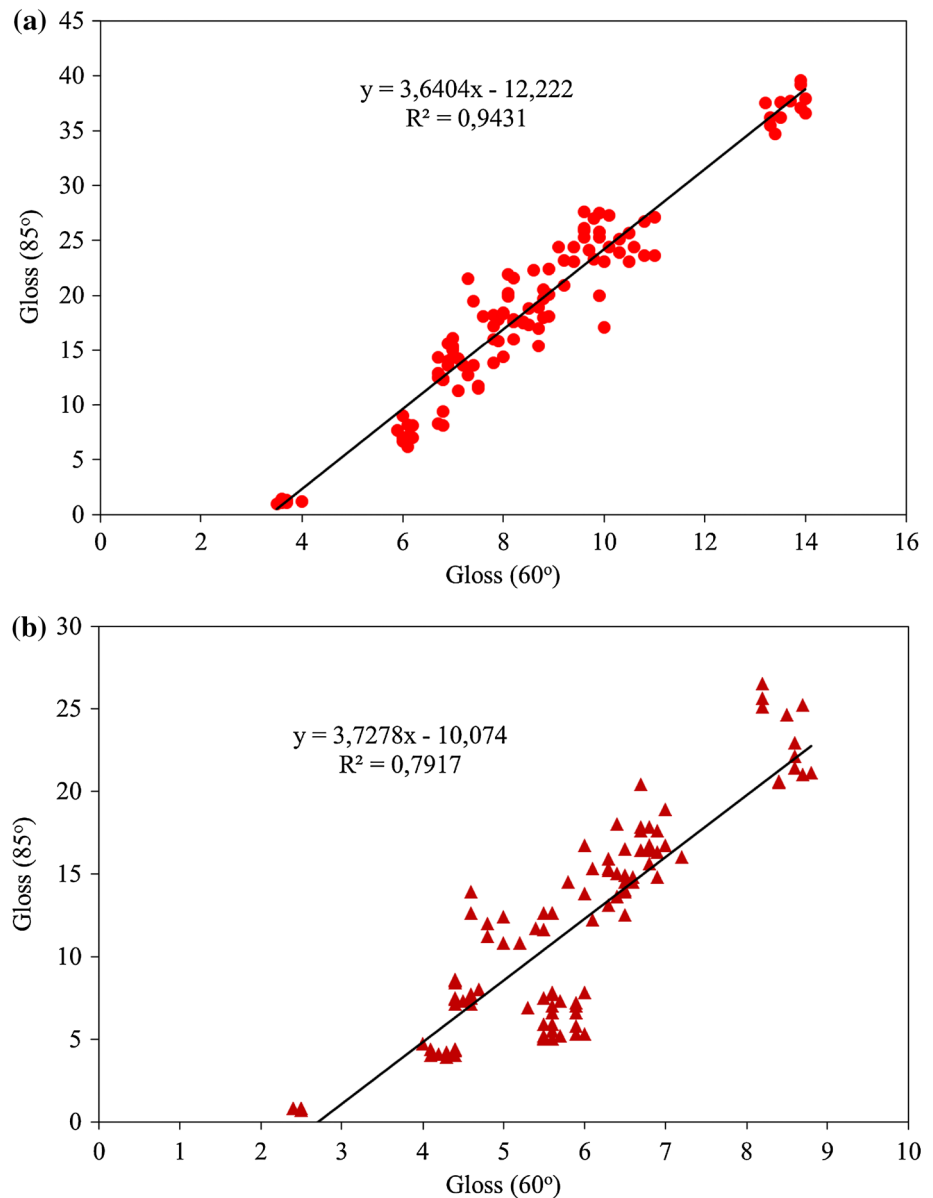 (a)
45
40
35
30
25
20
15
10
5
0
Gloss (85º)
y = 3,6404x - 12,222
R² = 0,9431
0 2 4 6 8 10 12 14 16
Gloss (60º)
(b)
30
25
20
15
10
5
0
Gloss (85º)
y = 3,7278x - 10,074
R² = 0,7917
0 1 2 3 4 5 6 7 8 9 10
Gloss (60º)